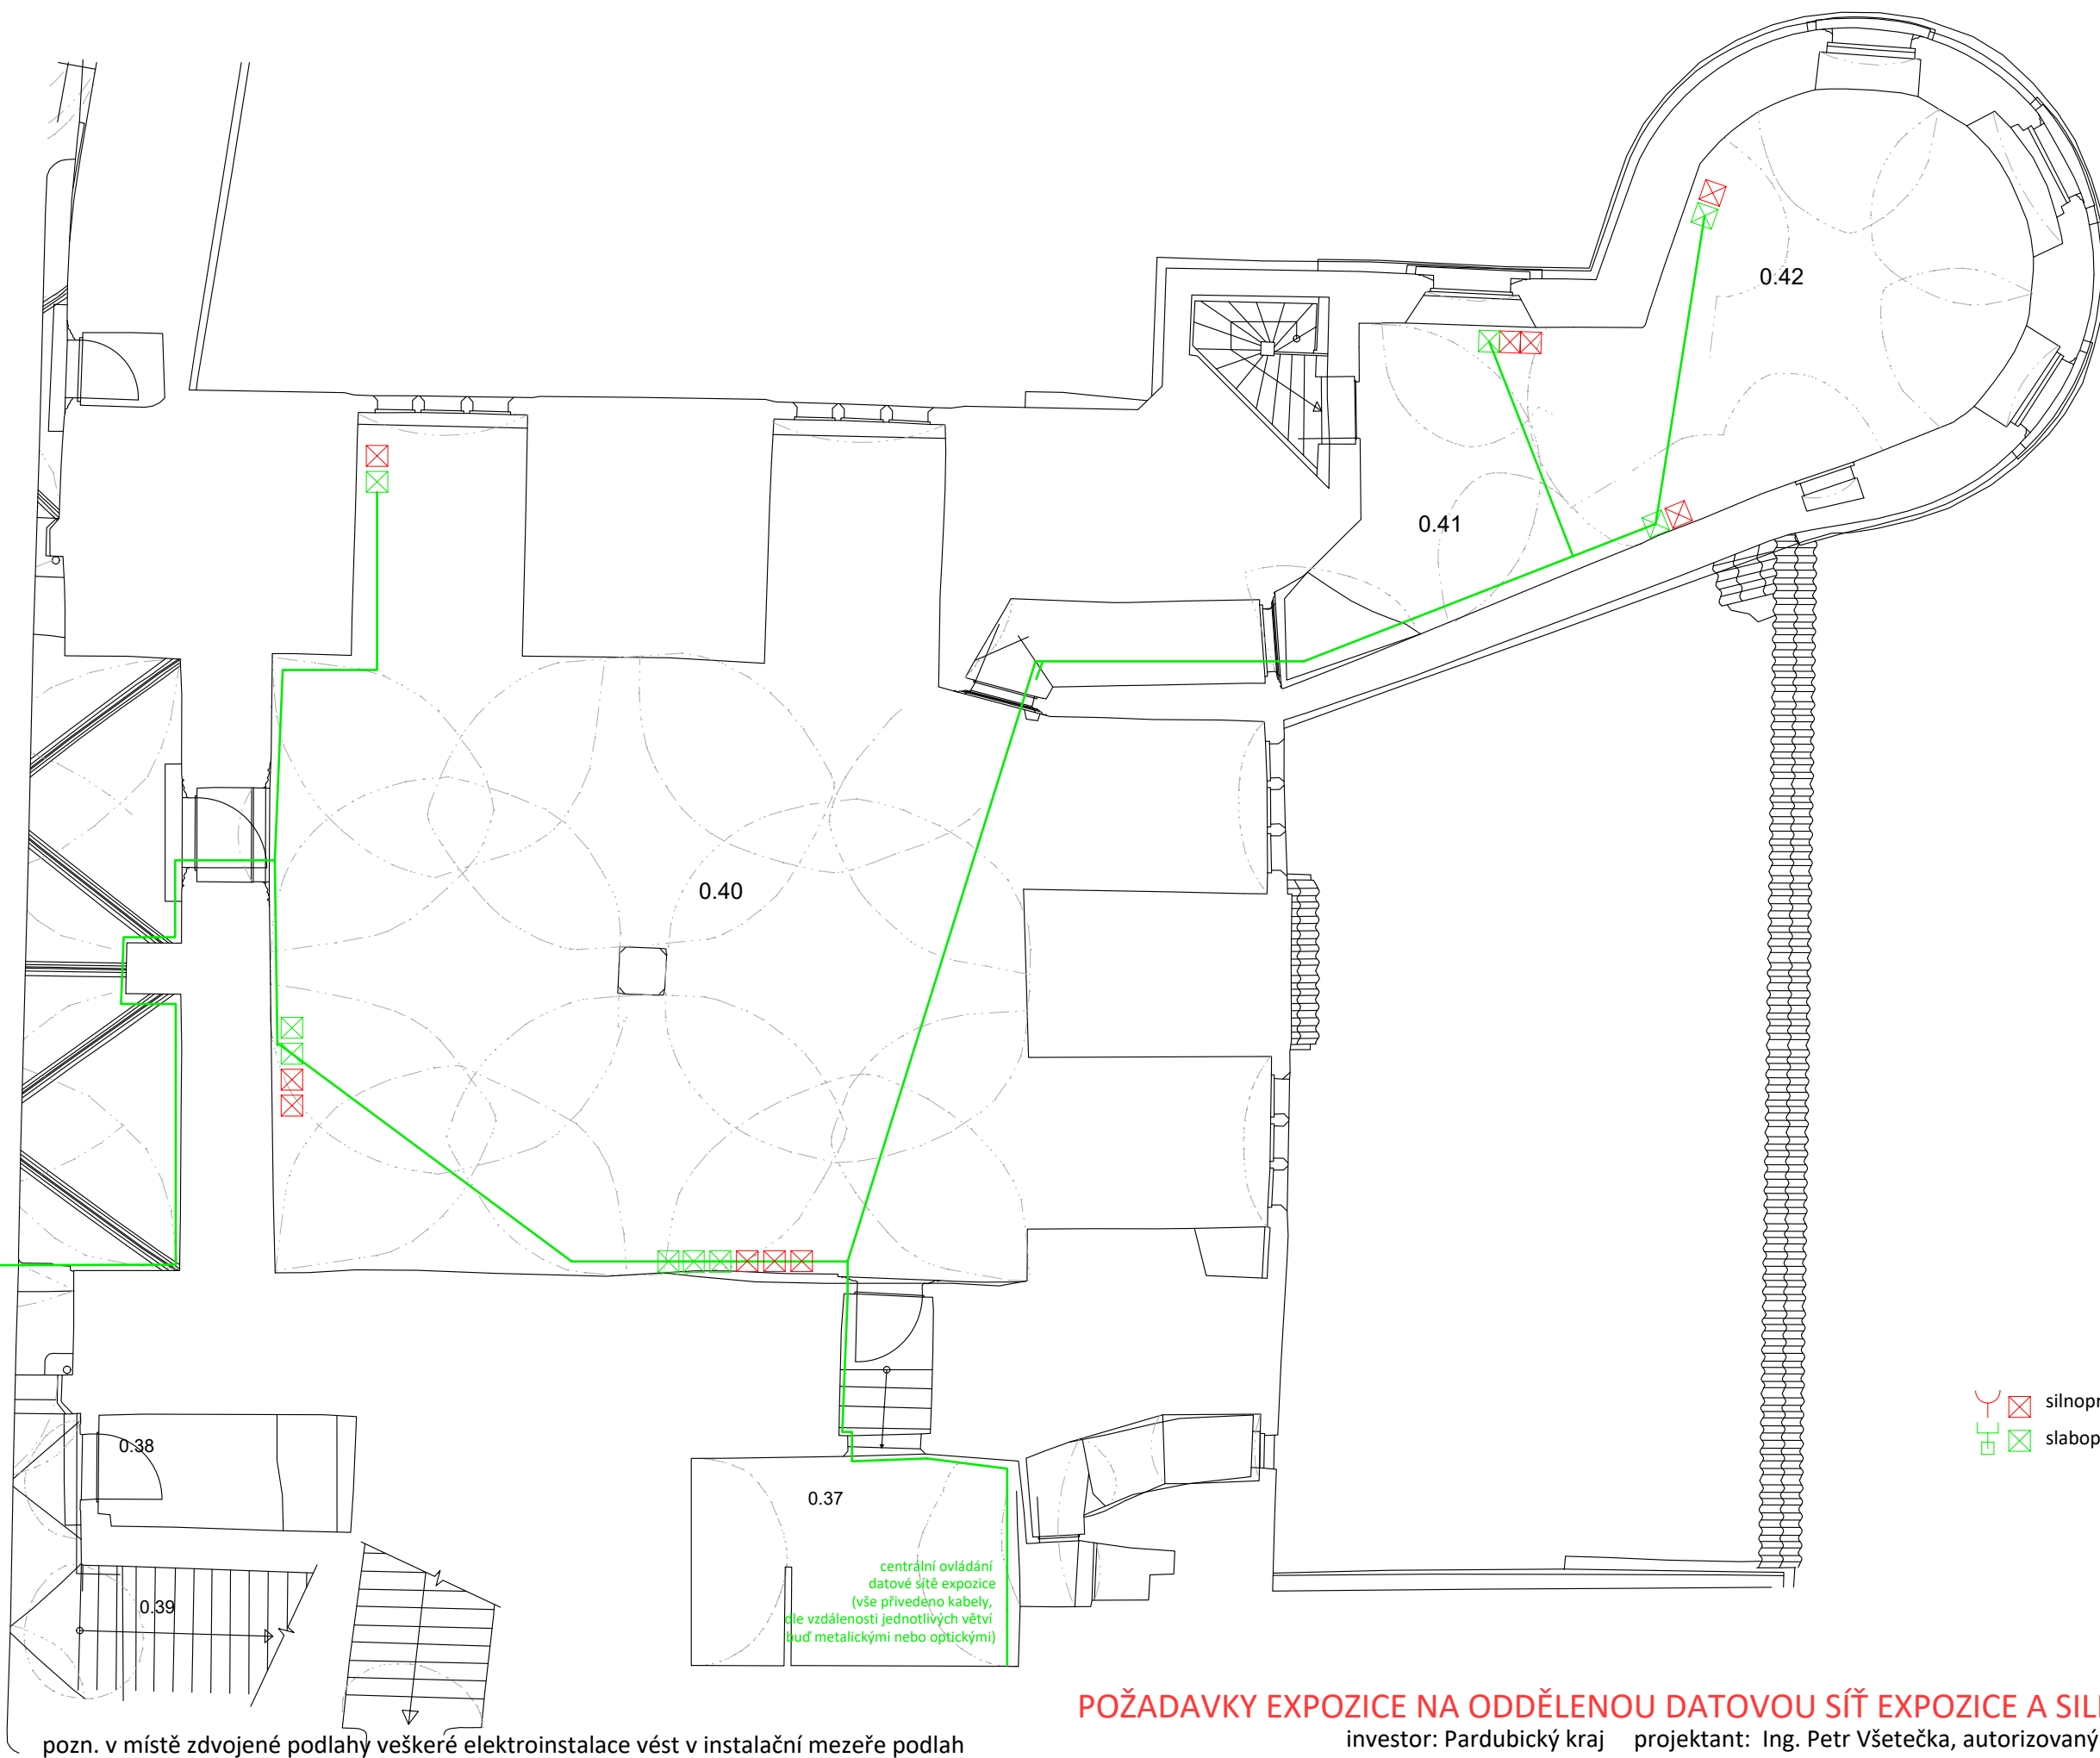 0.42
0.41
0.40
silnopr
slabop
0.38
0.37
centrální ovládání
datové sítě expozice
(vše přivedeno kabely,
dle vzdálenosti jednotlivých větví
buď metalickými nebo optickými)
0.39
POŽADAVKY EXPOZICE NA ODDĚLENOU DATOVOU SÍŤ EXPOZICE A SIL
pozn. v místě zdvojené podlahy veškeré elektroinstalace vést v instalační mezeře podlah
investor: Pardubický kraj projektant: Ing. Petr Všetečka, autorizovaný